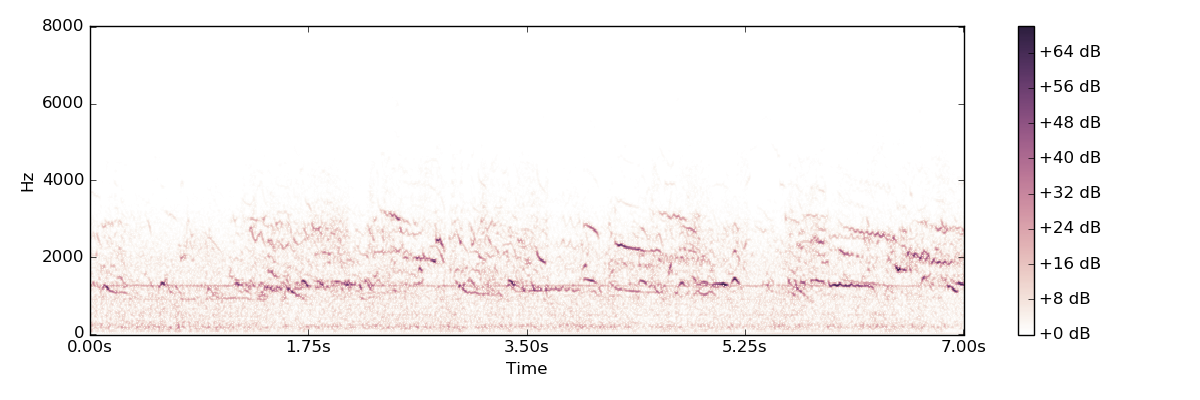 8000
6000
4000
2000
0
Hz
0.00s
1.75s
3.50s
5.25s
7.00s
Time
+64 dB
+56 dB
+48 dB
+40 dB
+32 dB
+24 dB
+16 dB
+8 dB
+0 dB